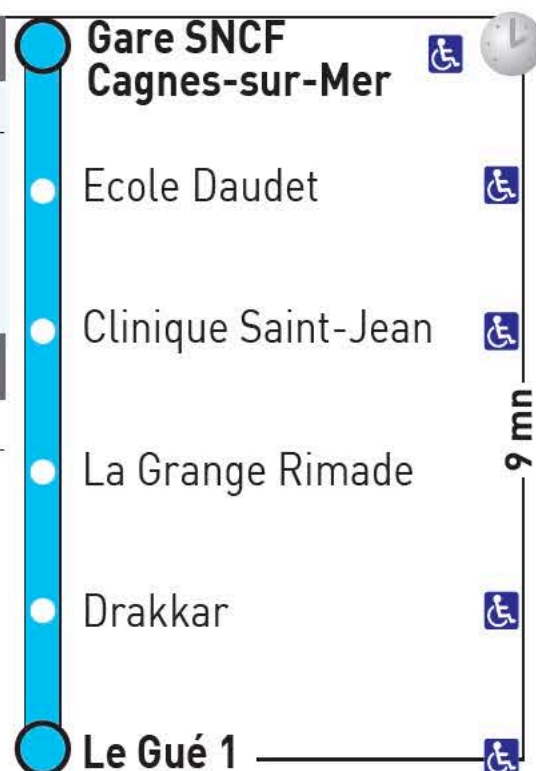 Gare SNCF
Cagnes-sur-Mer
Ecole Daudet
Clinique Saint-Jean
La Grange Rimade
9 mn
Drakkar
Le Gué 1